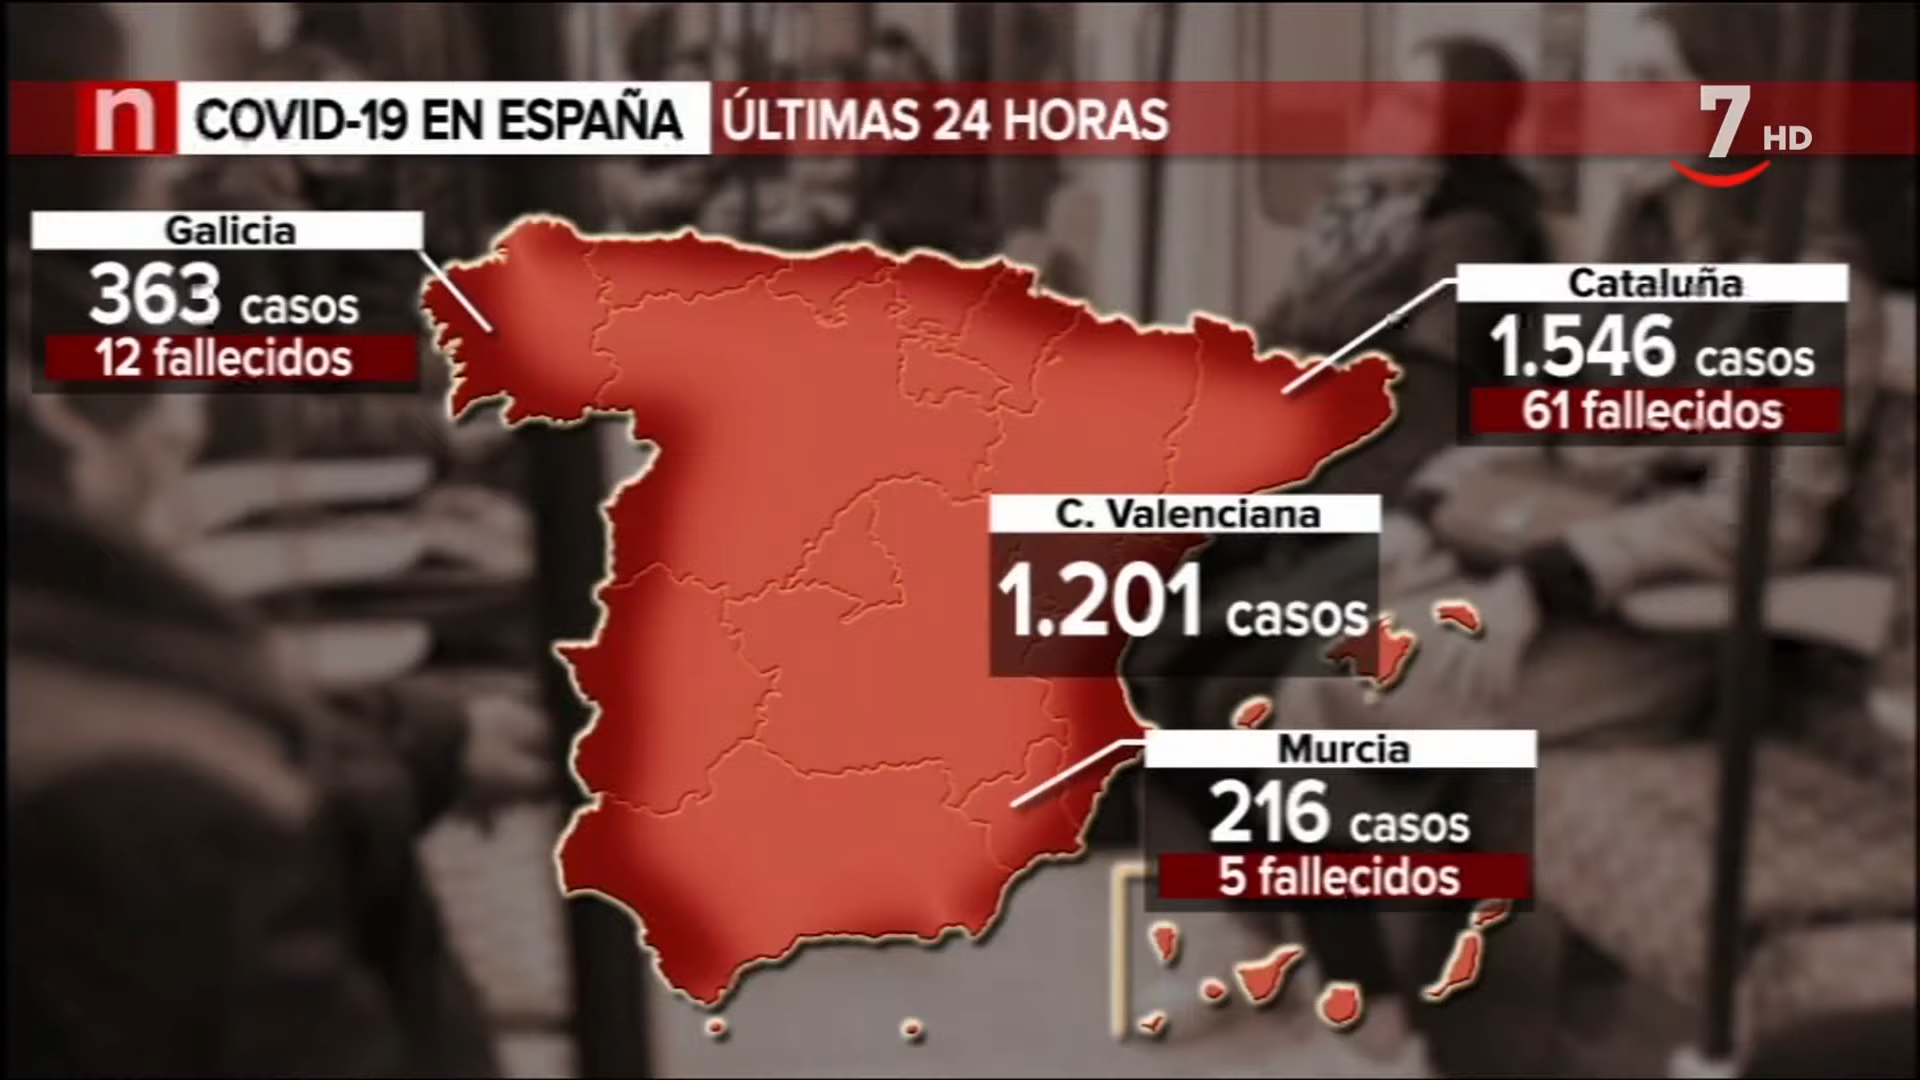 n COVID-19 EN ESPAÑA ÚLTIMAS 24 HORAS
7 HD
Galicia
363 casos
12 fallecidos
Cataluña
1.546 casos
61 fallecidos
C. Valenciana
1.201 casos
Murcia
216 casos
5 fallecidos